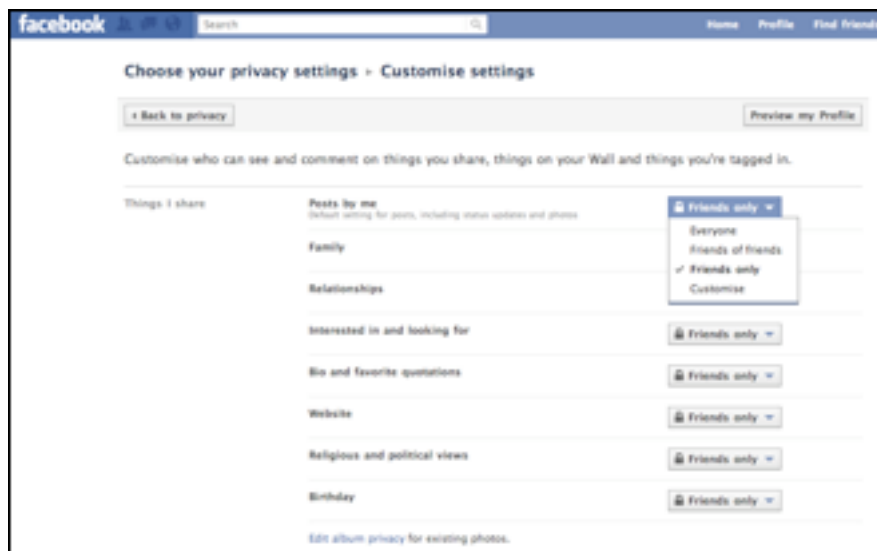 facebook Search Home Profile Find friends
Choose your privacy settings ▸ Customise settings
‹ Back to privacy Preview my Profile
Customise who can see and comment on things you share, things on your Wall and things you're tagged in.
Things I share Posts by me Friends only
Default setting for posts, including status updates and photos
Everyone
Family Friends of friends
✓ Friends only
Relationships Customise
Interested in and looking for Friends only
Bio and favorite quotations Friends only
Website Friends only
Religious and political views Friends only
Birthday Friends only
Edit album privacy for existing photos.